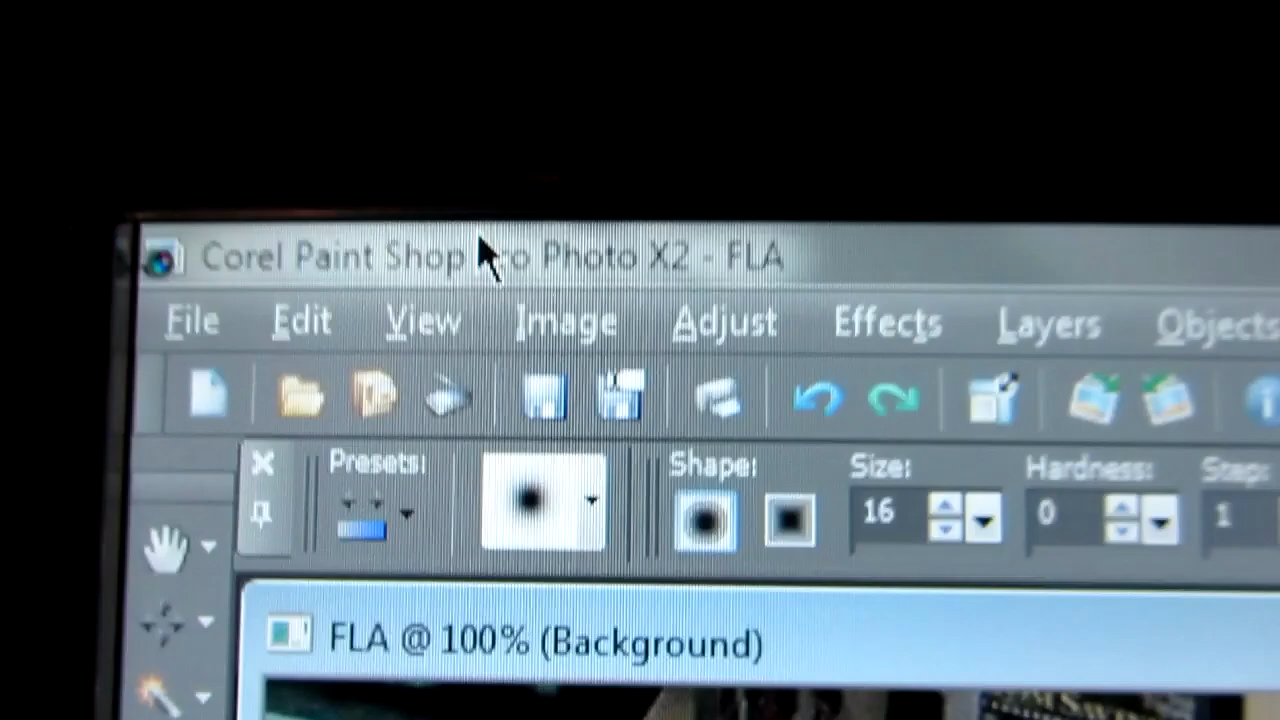 Corel Paint Shop Pro Photo X2 - FLA
File Edit View Image Adjust Effects Layers Objects
Presets: Shape: Size: Hardness: Step:
16 0 1
FLA @ 100% (Background)